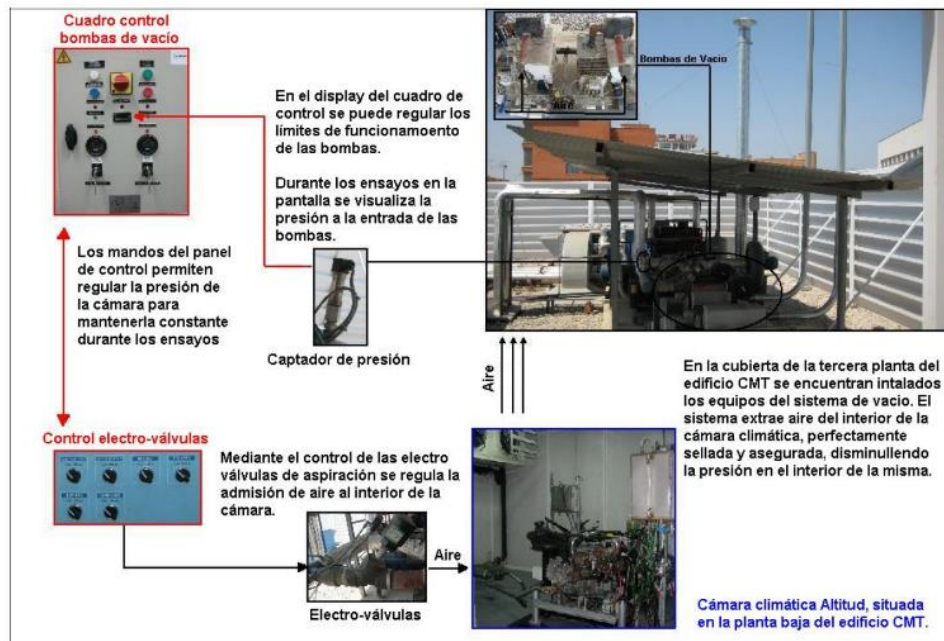 Cuadro control
bombas de vacío
En el display del cuadro de
control se puede regular los
límites de funcionamoento
de las bombas.
Durante los ensayos en la
pantalla se visualiza la
presión a la entrada de las
bombas.
Bombas de Vacio
Aire
Los mandos del panel
de control permiten
regular la presión de
la cámara para
mantenerla constante
durante los ensayos
Captador de presión
Aire
En la cubierta de la tercera planta del
edificio CMT se encuentran intalados
los equipos del sistema de vacio. El
sistema extrae aire del interior de la
cámara climática, perfectamente
sellada y asegurada, disminullendo
la presión en el interior de la misma.
Control electro-válvulas
Mediante el control de las electro
válvulas de aspiración se regula la
admisión de aire al interior de la
cámara.
Aire
Electro-válvulas
Cámara climática Altitud, situada
en la planta baja del edificio CMT.